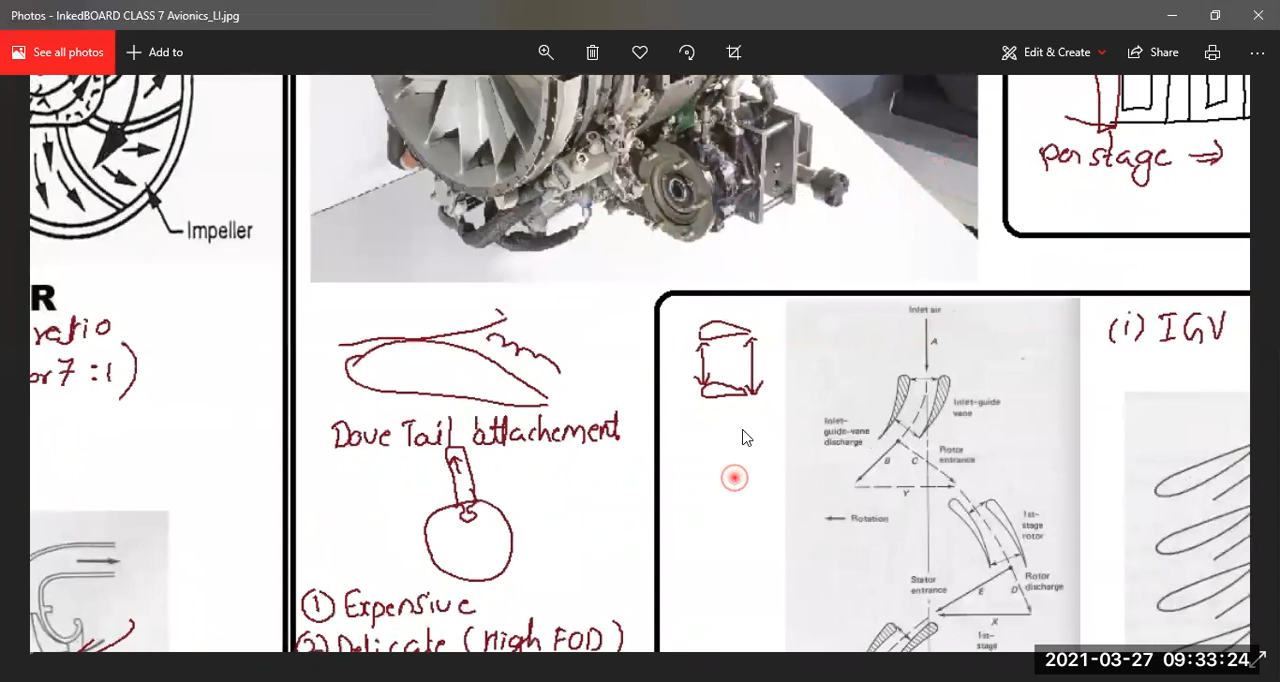 Photos - InkedBOARD CLASS 7 Avionics_LI.jpg
See all photos
Add to
Edit & Create
Share
Impeller
R
ratio
or 7 : 1)
Dove Tail attachement
① Expensive
② Delicate (High FOD)
per stage ⇒
(i) IGV
Inlet air
A
Inlet-guide
vane
Inlet-
guide-vane
discharge
Rotor
entrance
B
C
Y
Rotation
1st-
stage
rotor
Stator
entrance
Rotor
discharge
E
D
X
1st-
stage
2021-03-27 09:33:24